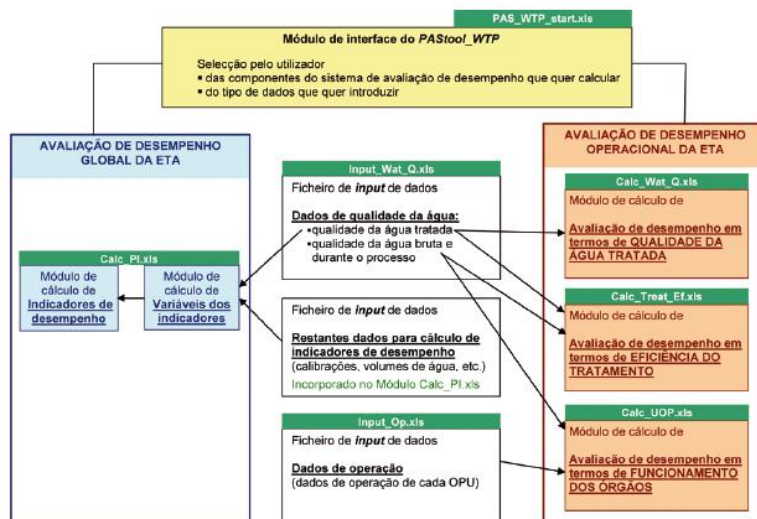 PAS_WTP_start.xls
Módulo de interface do PAStool_WTP
Selecção pelo utilizador
▪ das componentes do sistema de avaliação de desempenho que quer calcular
▪ do tipo de dados que quer introduzir
AVALIAÇÃO DE DESEMPENHO
GLOBAL DA ETA
Calc_PI.xls
Módulo de
cálculo de
Indicadores de
desempenho
Módulo de
cálculo de
Variáveis dos
indicadores
Input_Wat_Q.xls
Ficheiro de input de dados
Dados de qualidade da água:
•qualidade da água tratada
•qualidade da água bruta e
durante o processo
Ficheiro de input de dados
Restantes dados para cálculo de
indicadores de desempenho
(calibrações, volumes de água, etc.)
Incorporado no Módulo Calc_PI.xls
Input_Op.xls
Ficheiro de input de dados
Dados de operação
(dados de operação de cada OPU)
AVALIAÇÃO DE DESEMPENHO
OPERACIONAL DA ETA
Calc_Wat_Q.xls
Módulo de cálculo de
Avaliação de desempenho em
termos de QUALIDADE DA
ÁGUA TRATADA
Calc_Treat_Ef.xls
Módulo de cálculo de
Avaliação de desempenho em
termos de EFICIÊNCIA DO
TRATAMENTO
Calc_UOP.xls
Módulo de cálculo de
Avaliação de desempenho em
termos de FUNCIONAMENTO
DOS ÓRGÃOS